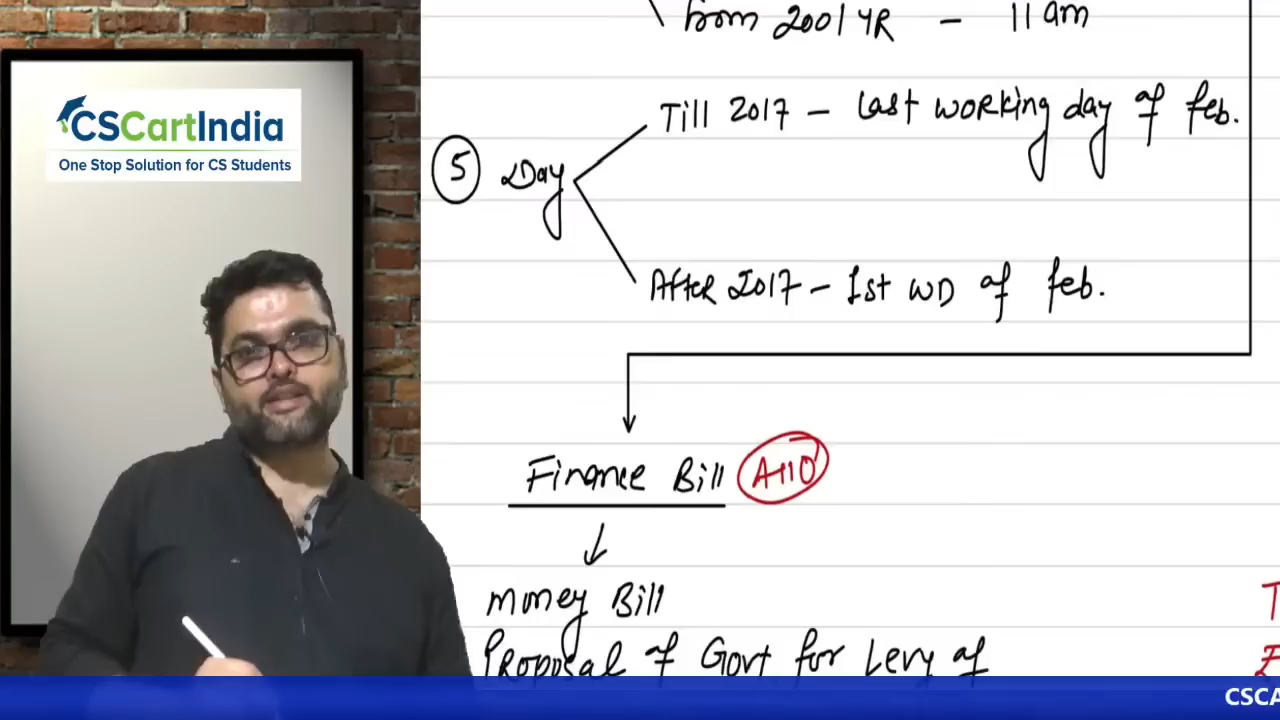 from 2001 YR - 11 am
CSCartIndia
One Stop Solution for CS Students
Till 2017 - Last working day of feb.
5 Day
After 2017 - 1st WD of feb.
Finance Bill A110
Money Bill
Proposal of Govt for Levy of
CSCA